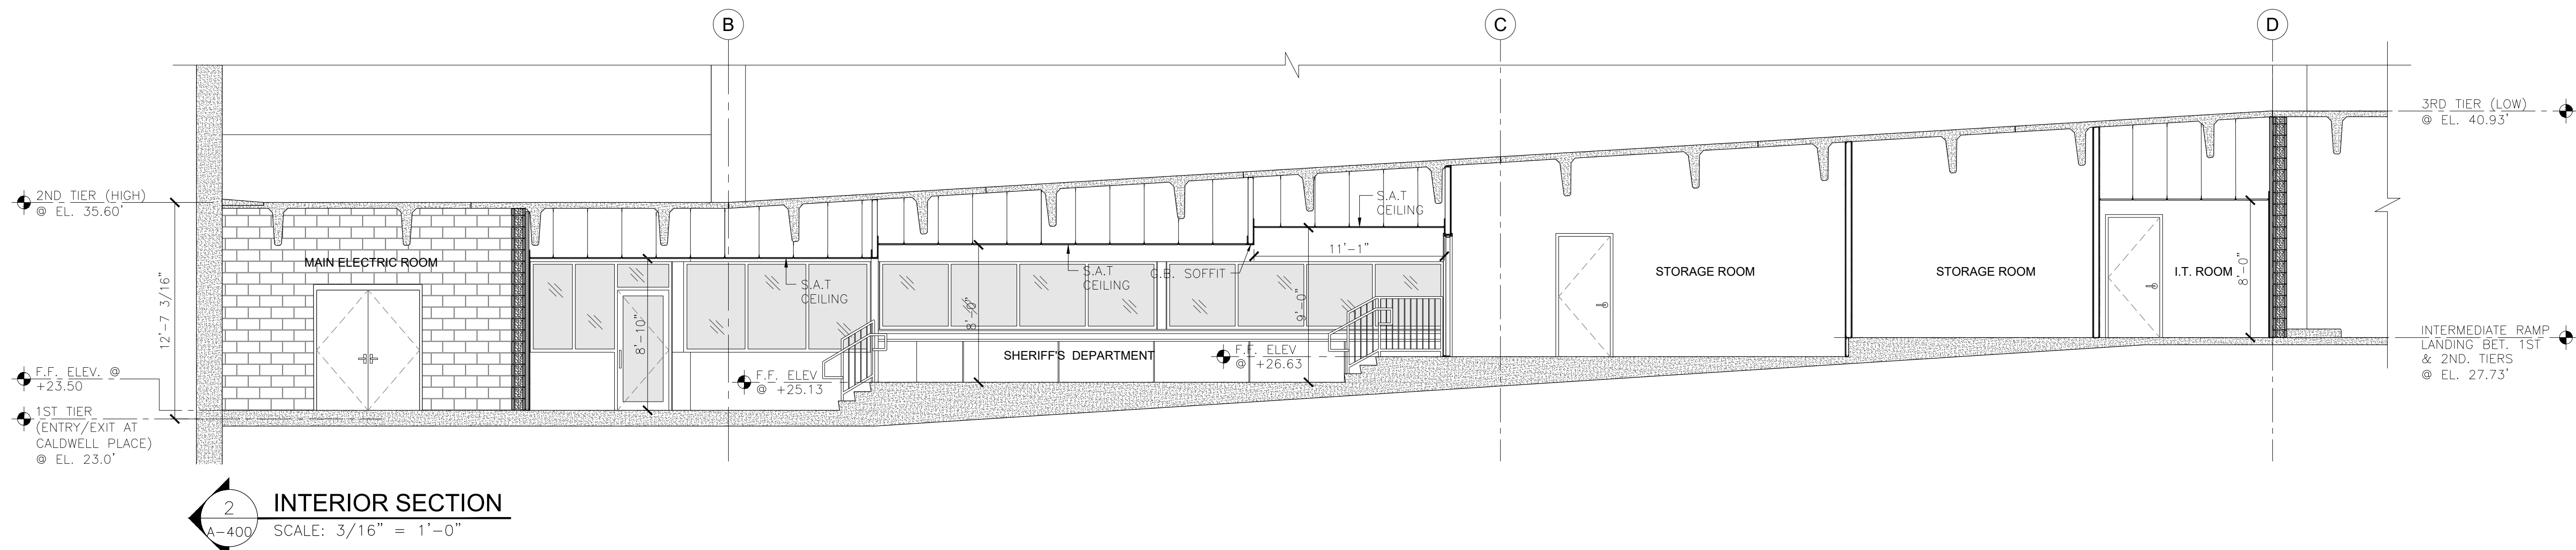 B
C
D
2ND TIER (HIGH)
@ EL. 35.60'
12'-7 3/16"
F.F. ELEV. @
+23.50
1ST TIER
(ENTRY/EXIT AT
CALDWELL PLACE)
@ EL. 23.0'
MAIN ELECTRIC ROOM
8'-10"
S.A.T
CEILING
F.F. ELEV
@ +25.13
8'-0"
S.A.T
CEILING
SHERIFF'S DEPARTMENT
G.B. SOFFIT
F.F. ELEV
@ +26.63
9'-0"
11'-1"
S.A.T
CEILING
STORAGE ROOM
STORAGE ROOM
I.T. ROOM
8'-0"
3RD TIER (LOW)
@ EL. 40.93'
INTERMEDIATE RAMP
LANDING BET. 1ST
& 2ND. TIERS
@ EL. 27.73'
2
A-400
INTERIOR SECTION
SCALE: 3/16" = 1'-0"